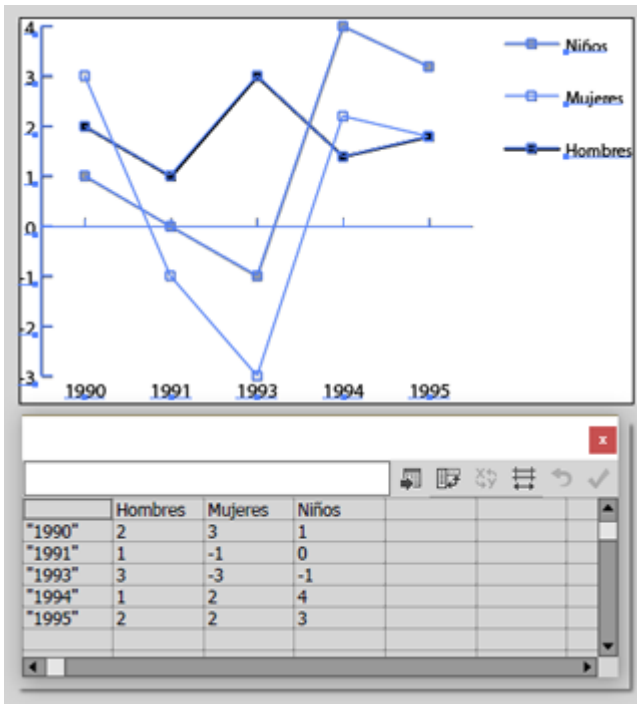 4
3
2
1
0
-1
-2
-3
1990 1991 1993 1994 1995
Niños
Mujeres
Hombres
x
Hombres Mujeres Niños
"1990" 2 3 1
"1991" 1 -1 0
"1993" 3 -3 -1
"1994" 1 2 4
"1995" 2 2 3